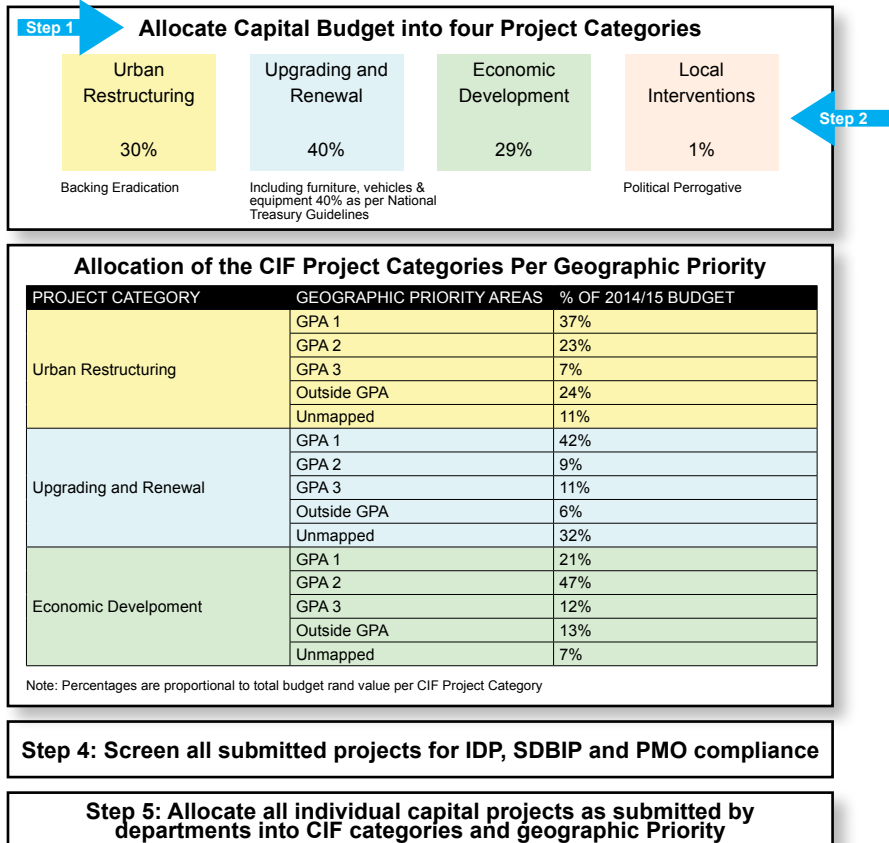 Step 1
Allocate Capital Budget into four Project Categories
Urban
Restructuring
30%
Backing Eradication
Upgrading and
Renewal
40%
Including furniture, vehicles &
equipment 40% as per National
Treasury Guidelines
Economic
Development
29%
Local
Interventions
1%
Political Perrogative
Step 2
Allocation of the CIF Project Categories Per Geographic Priority
PROJECT CATEGORY GEOGRAPHIC PRIORITY AREAS % OF 2014/15 BUDGET
Urban Restructuring
GPA 1 37%
GPA 2 23%
GPA 3 7%
Outside GPA 24%
Unmapped 11%
Upgrading and Renewal
GPA 1 42%
GPA 2 9%
GPA 3 11%
Outside GPA 6%
Unmapped 32%
Economic Develpoment
GPA 1 21%
GPA 2 47%
GPA 3 12%
Outside GPA 13%
Unmapped 7%
Note: Percentages are proportional to total budget rand value per CIF Project Category
Step 4: Screen all submitted projects for IDP, SDBIP and PMO compliance
Step 5: Allocate all individual capital projects as submitted by
departments into CIF categories and geographic Priority